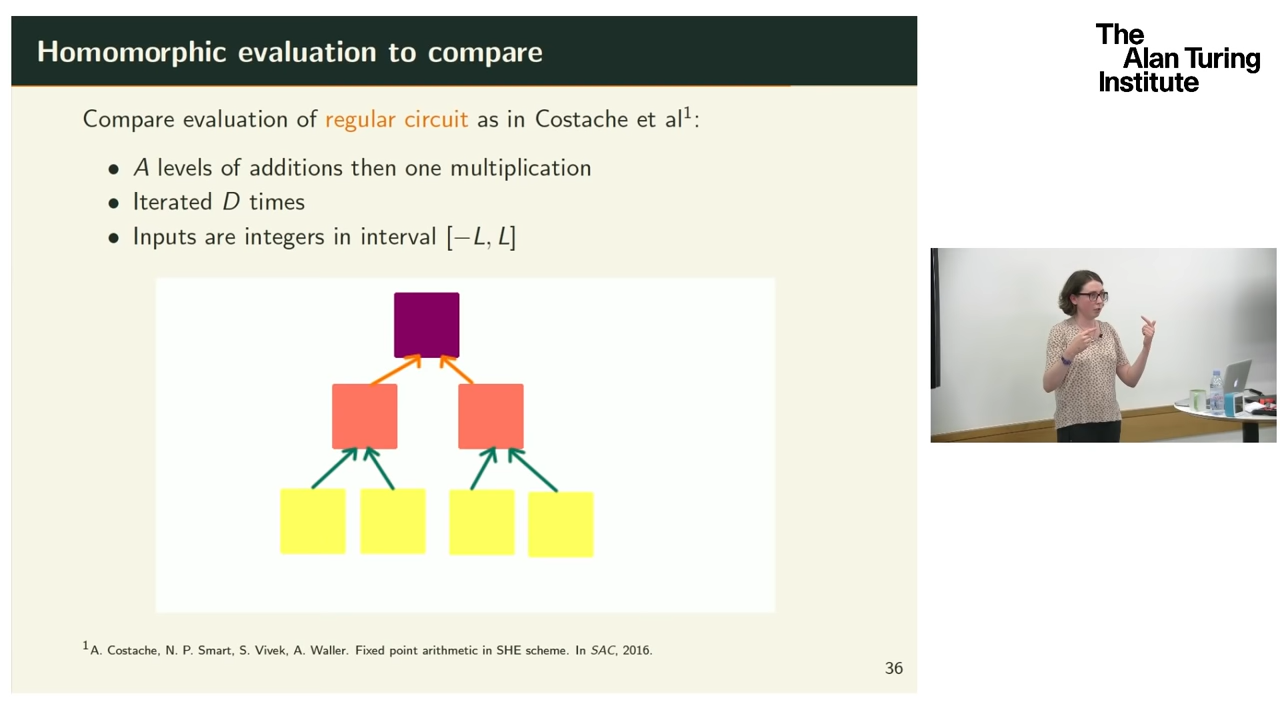 Homomorphic evaluation to compare
The
Alan Turing
Institute
Compare evaluation of regular circuit as in Costache et al¹:
• A levels of additions then one multiplication
• Iterated D times
• Inputs are integers in interval [−L, L]
¹A. Costache, N. P. Smart, S. Vivek, A. Waller. Fixed point arithmetic in SHE scheme. In SAC, 2016.
36